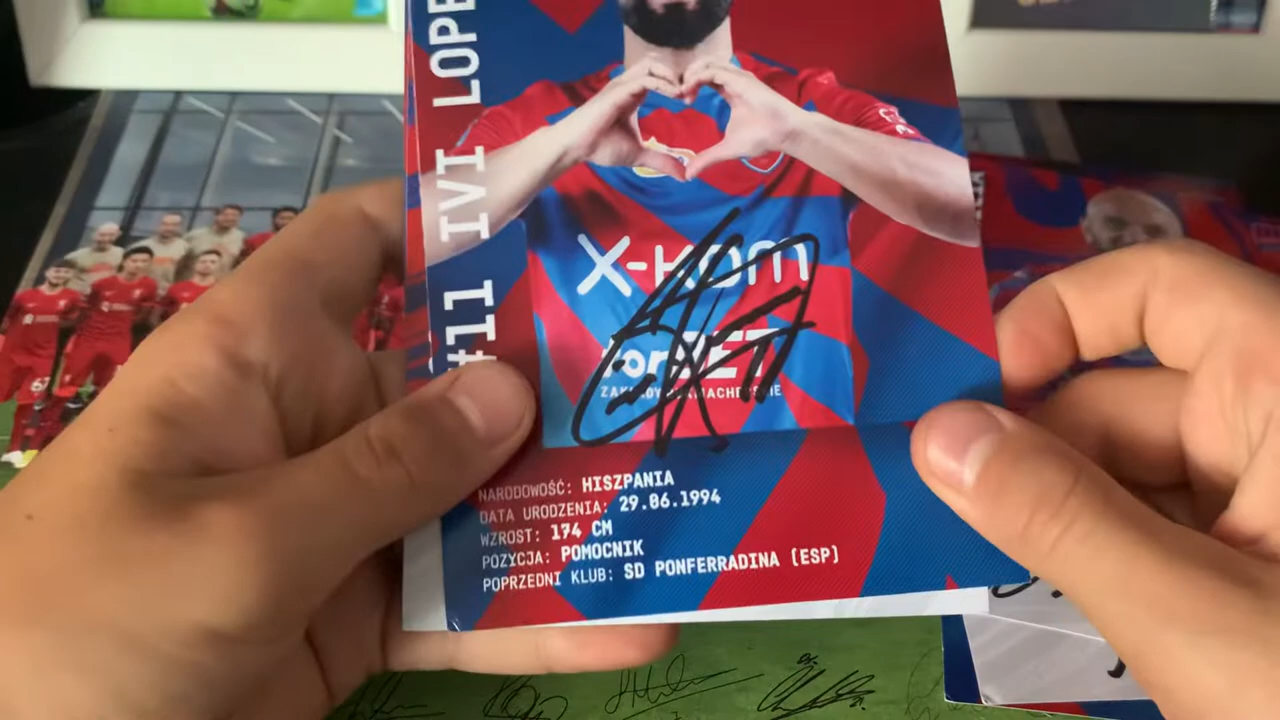 #11 IVI LOPE
X-KOM
forBET
ZAKŁADY BUKMACHERSKIE
NARODOWOŚĆ: HISZPANIA
DATA URODZENIA: 29.06.1994
WZROST: 174 CM
POZYCJA: POMOCNIK
POPRZEDNI KLUB: SD PONFERRADINA (ESP)